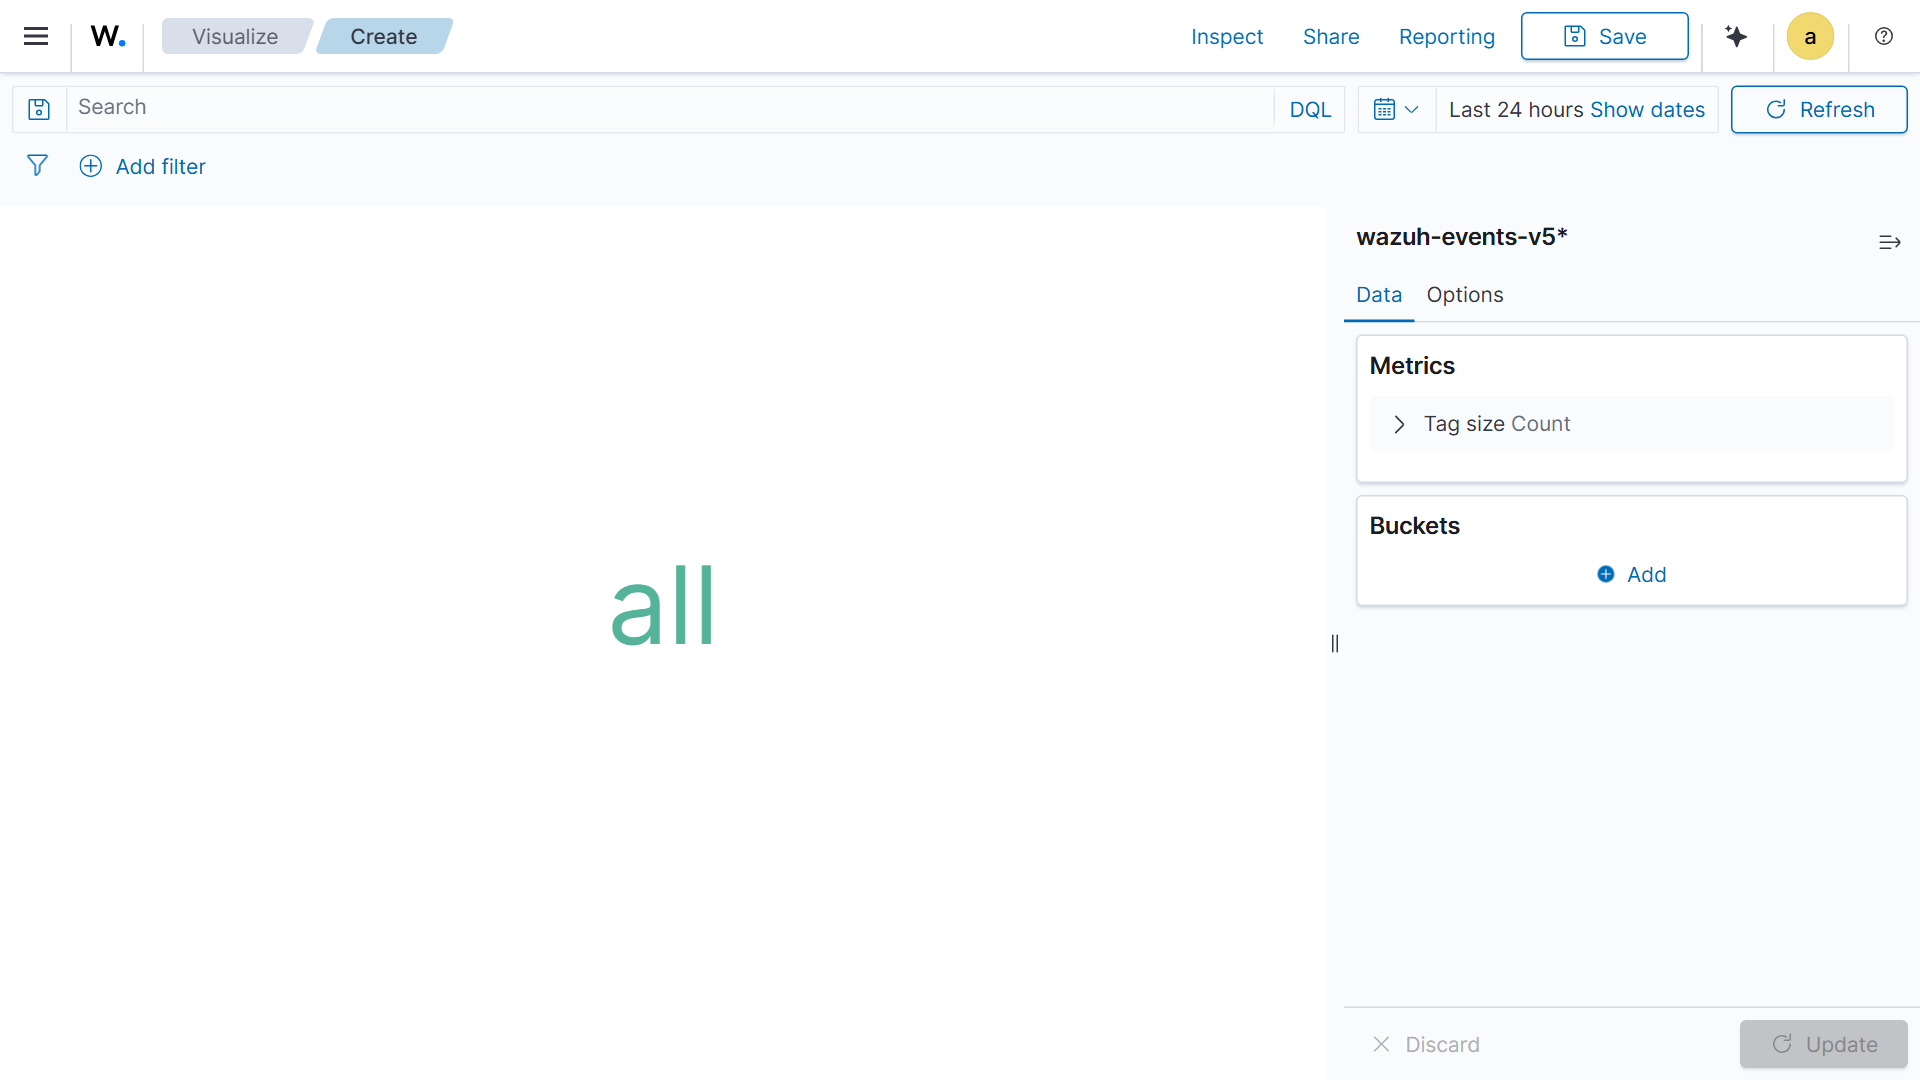 W. Visualize Create Inspect Share Reporting Save a
Search DQL Last 24 hours Show dates Refresh
Add filter
wazuh-events-v5*
Data Options
Metrics
Tag size Count
Buckets
Add
all
Discard Update